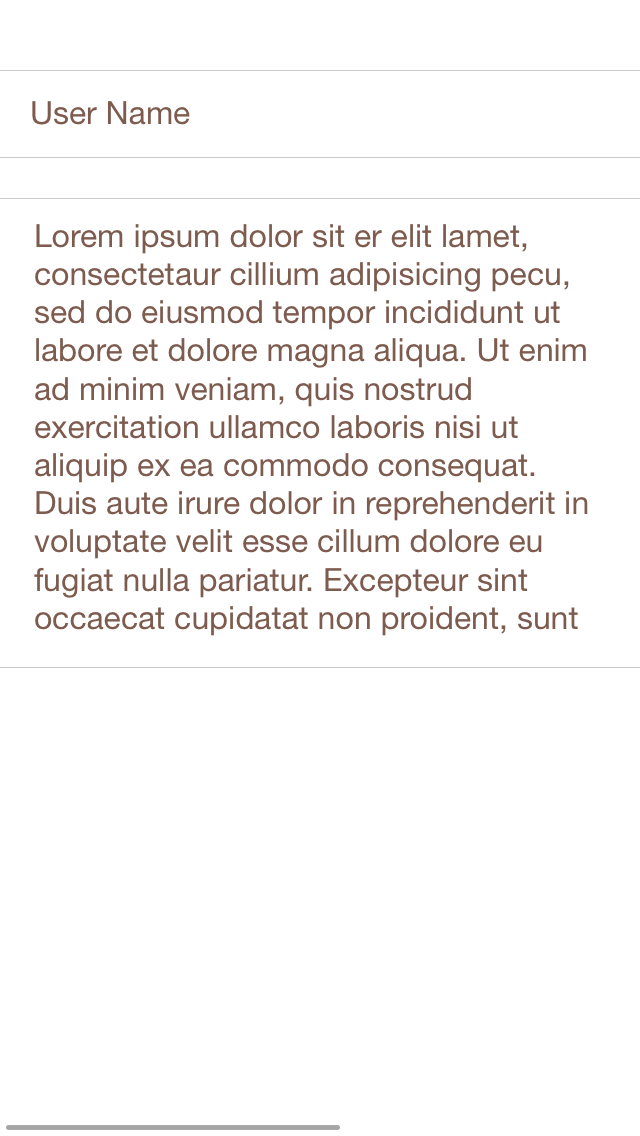 User Name
Lorem ipsum dolor sit er elit lamet,
consectetaur cillium adipisicing pecu,
sed do eiusmod tempor incididunt ut
labore et dolore magna aliqua. Ut enim
ad minim veniam, quis nostrud
exercitation ullamco laboris nisi ut
aliquip ex ea commodo consequat.
Duis aute irure dolor in reprehenderit in
voluptate velit esse cillum dolore eu
fugiat nulla pariatur. Excepteur sint
occaecat cupidatat non proident, sunt